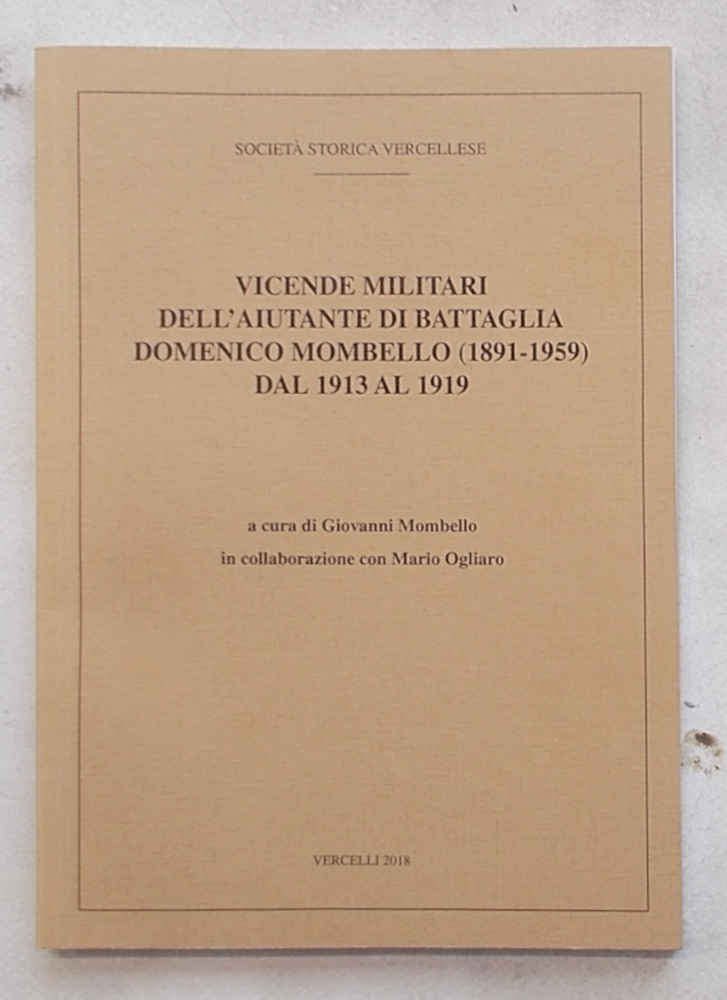 SOCIETÀ STORICA VERCELLESE
VICENDE MILITARI
DELL'AIUTANTE DI BATTAGLIA
DOMENICO MOMBELLO (1891-1959)
DAL 1913 AL 1919
a cura di Giovanni Mombello
in collaborazione con Mario Ogliaro
VERCELLI 2018